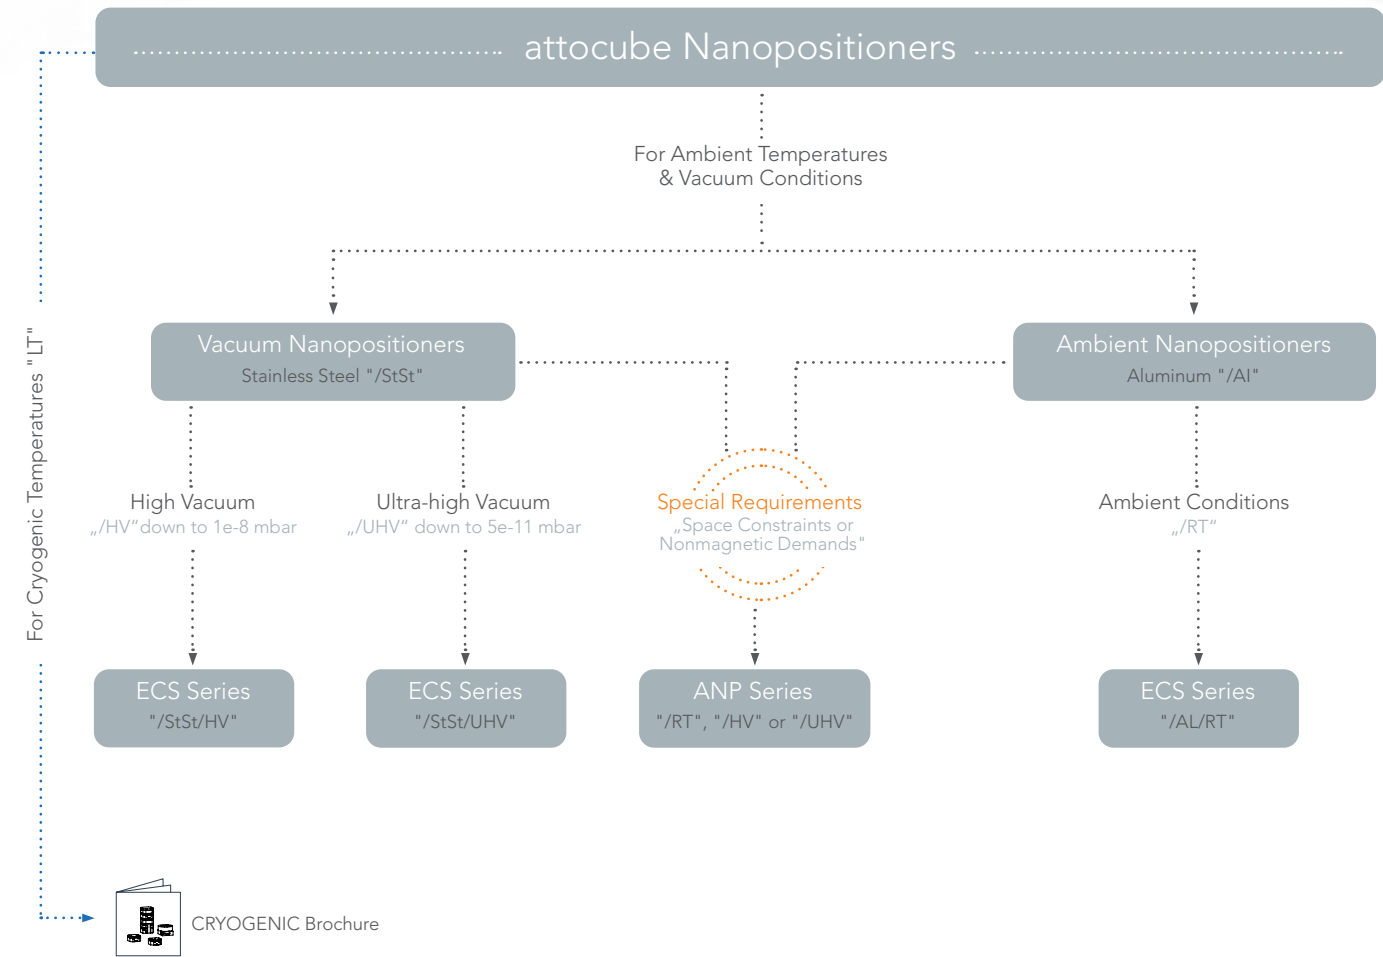 attocube Nanopositioners
For Ambient Temperatures
& Vacuum Conditions
For Cryogenic Temperatures "LT"
Vacuum Nanopositioners
Stainless Steel "/StSt"
Ambient Nanopositioners
Aluminum "/Al"
High Vacuum
„/HV“down to 1e-8 mbar
Ultra-high Vacuum
„/UHV“ down to 5e-11 mbar
Special Requirements
„Space Constraints or
Nonmagnetic Demands"
Ambient Conditions
„/RT“
ECS Series
"/StSt/HV"
ECS Series
"/StSt/UHV"
ANP Series
"/RT", "/HV" or "/UHV"
ECS Series
"/AL/RT"
CRYOGENIC Brochure